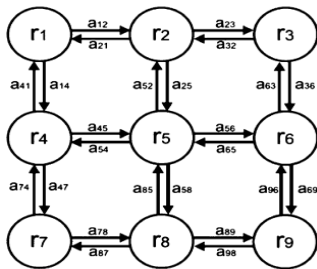 r1 a12 r2 a23 r3
a21 a32
a41 a14 a52 a25 a63 a36
r4 a45 r5 a56 r6
a54 a65
a74 a47 a85 a58 a96 a69
r7 a78 r8 a89 r9
a87 a98